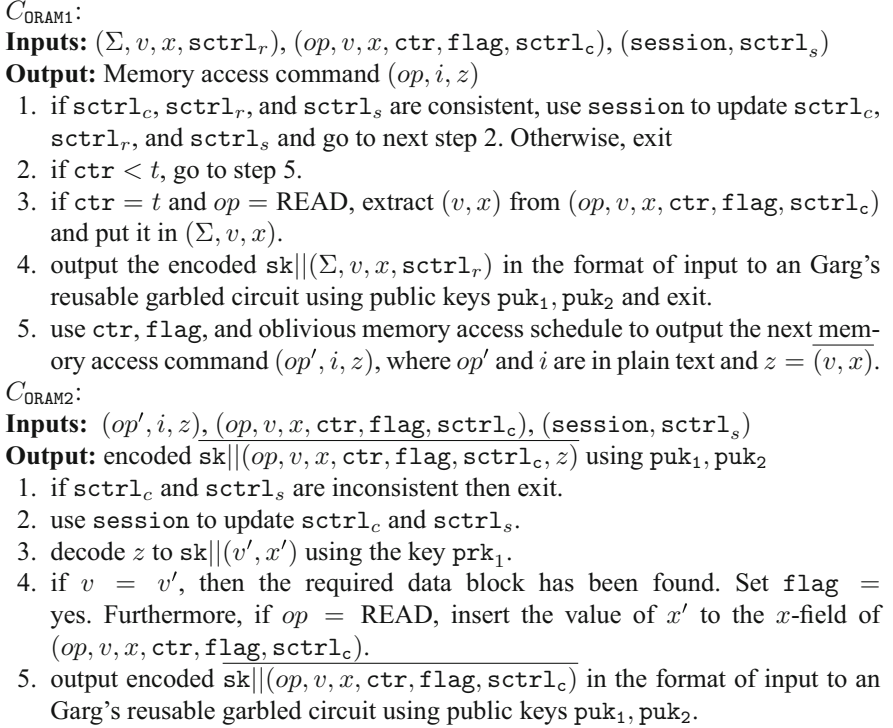 C_ORAM1:
Inputs: (Σ, v, x, sctrl_r), (op, v, x, ctr, flag, sctrl_c), (session, sctrl_s)
Output: Memory access command (op, i, z)
1. if sctrl_c, sctrl_r, and sctrl_s are consistent, use session to update sctrl_c,
sctrl_r, and sctrl_s and go to next step 2. Otherwise, exit
2. if ctr < t, go to step 5.
3. if ctr = t and op = READ, extract (v, x) from (op, v, x, ctr, flag, sctrl_c)
and put it in (Σ, v, x).
4. output the encoded sk||(Σ, v, x, sctrl_r) in the format of input to an Garg's
reusable garbled circuit using public keys puk₁, puk₂ and exit.
5. use ctr, flag, and oblivious memory access schedule to output the next mem-
ory access command (op′, i, z), where op′ and i are in plain text and z = \overline{(v, x)}.
C_ORAM2:
Inputs: (op′, i, z), (op, v, x, ctr, flag, sctrl_c), (session, sctrl_s)
Output: encoded \overline{sk||(op, v, x, ctr, flag, sctrl_c, z)} using puk₁, puk₂
1. if sctrl_c and sctrl_s are inconsistent then exit.
2. use session to update sctrl_c and sctrl_s.
3. decode z to sk||(v′, x′) using the key prk₁.
4. if v = v′, then the required data block has been found. Set flag =
yes. Furthermore, if op = READ, insert the value of x′ to the x-field of
(op, v, x, ctr, flag, sctrl_c).
5. output encoded \overline{sk||(op, v, x, ctr, flag, sctrl_c)} in the format of input to an
Garg's reusable garbled circuit using public keys puk₁, puk₂.